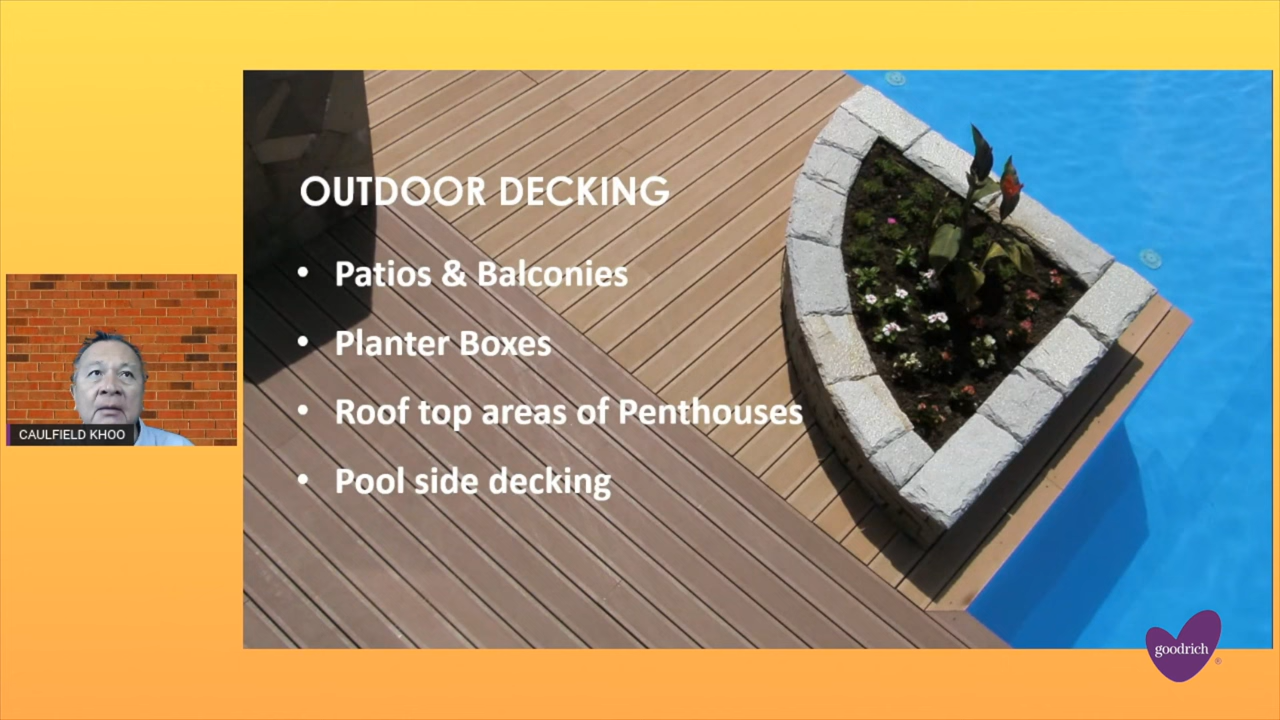 OUTDOOR DECKING
• Patios & Balconies
• Planter Boxes
• Roof top areas of Penthouses
• Pool side decking
CAULFIELD KHOO
goodrich®